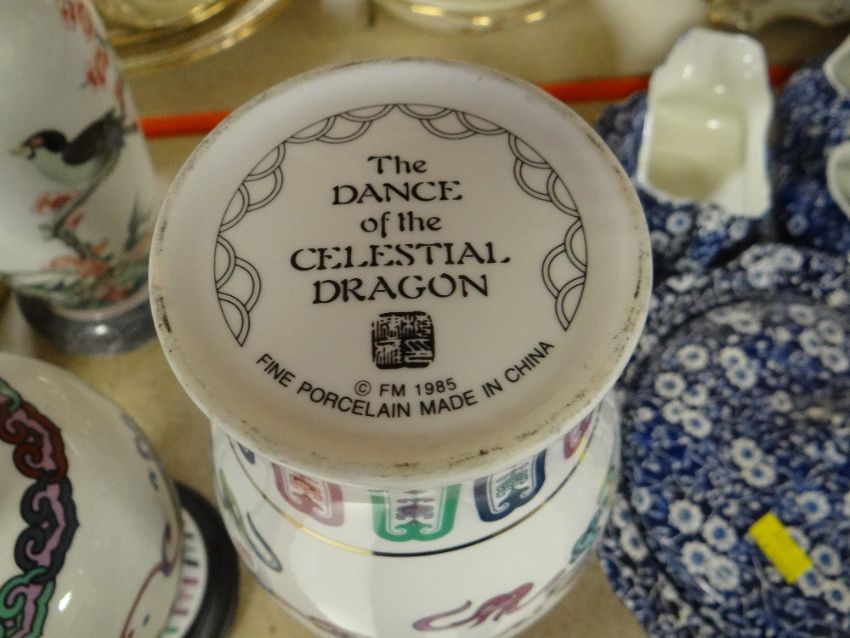 The
DANCE
of the
CELESTIAL
DRAGON
© FM 1985
FINE PORCELAIN MADE IN CHINA